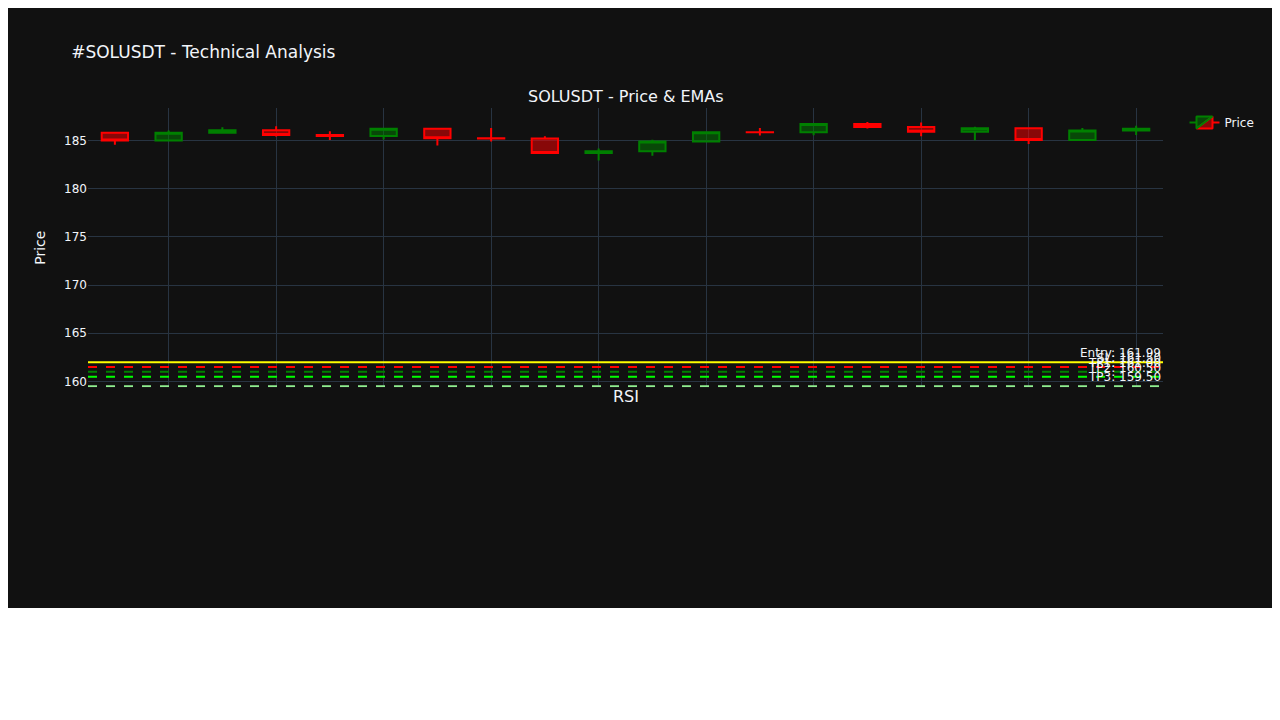 #SOLUSDT - Technical Analysis
SOLUSDT - Price & EMAs
Price
185
180
175
170
165
160
Price
Entry: 161.99
TP3: 159.50
RSI